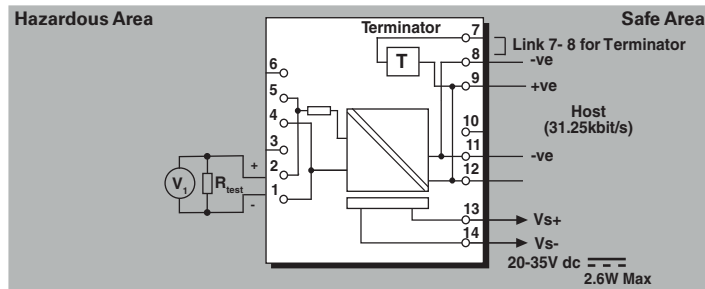 Hazardous Area
Safe Area
Terminator
7
Link 7- 8 for Terminator
8
-ve
T
9
+ve
6
5
4
3
2
1
Host
(31.25kbit/s)
10
11
-ve
12
+
V1
Rtest
-
13
Vs+
14
Vs-
20-35V dc
2.6W Max